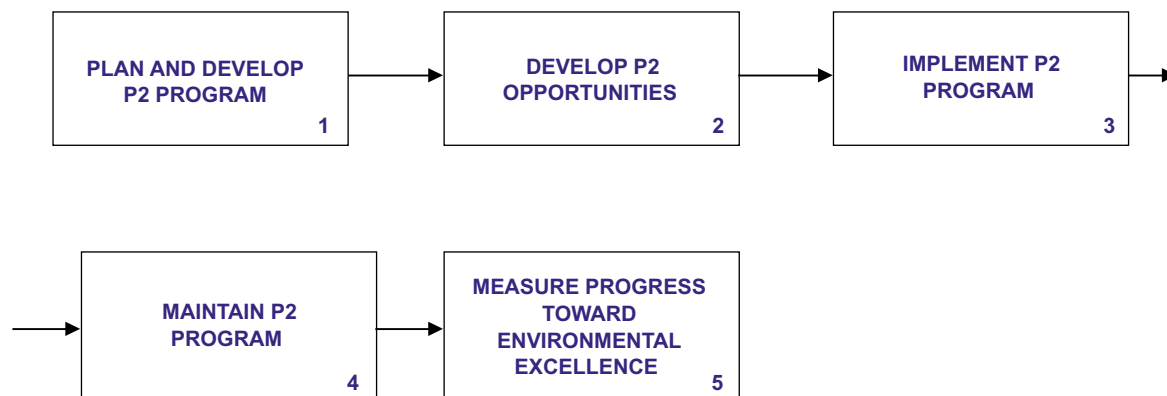 PLAN AND DEVELOP
P2 PROGRAM
1
DEVELOP P2
OPPORTUNITIES
2
IMPLEMENT P2
PROGRAM
3
MAINTAIN P2
PROGRAM
4
MEASURE PROGRESS
TOWARD
ENVIRONMENTAL
EXCELLENCE
5